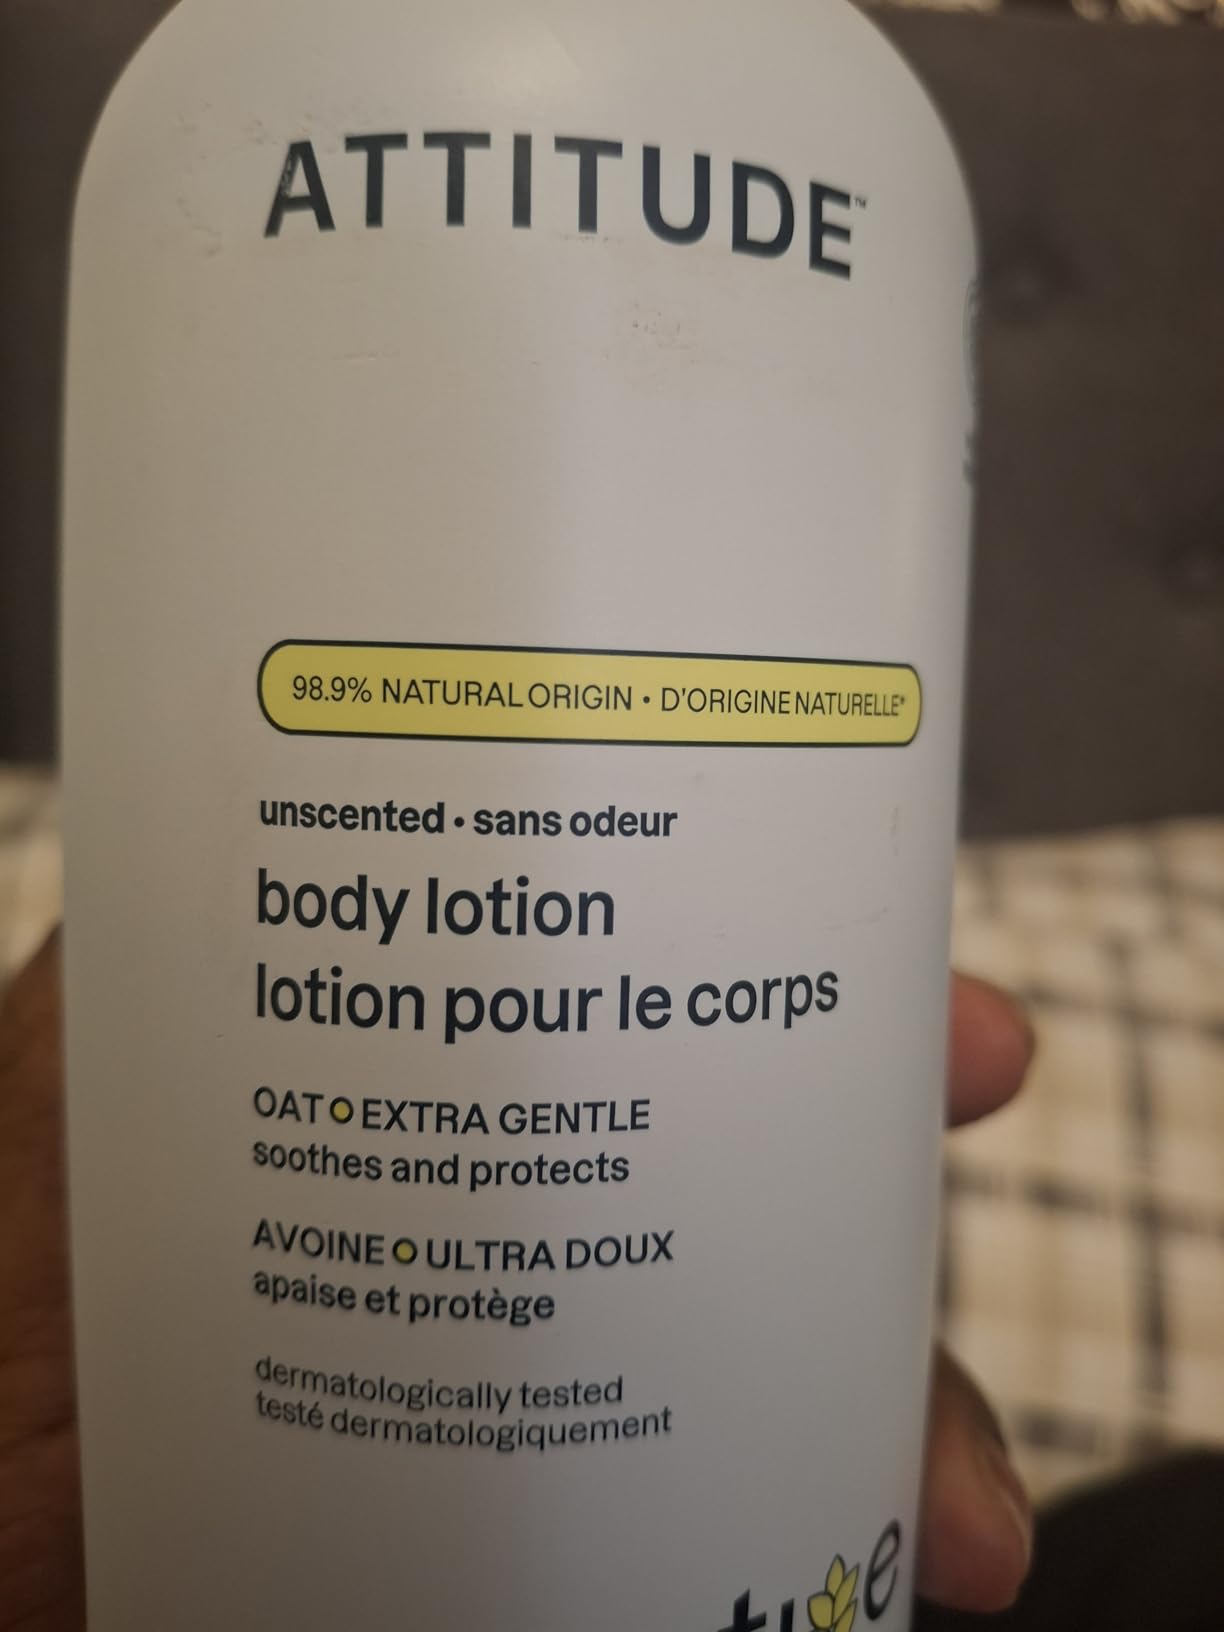 ATTITUDE™
98.9% NATURAL ORIGIN • D'ORIGINE NATURELLE*
unscented • sans odeur
body lotion
lotion pour le corps
OAT EXTRA GENTLE
soothes and protects
AVOINE ULTRA DOUX
apaise et protège
dermatologically tested
testé dermatologiquement